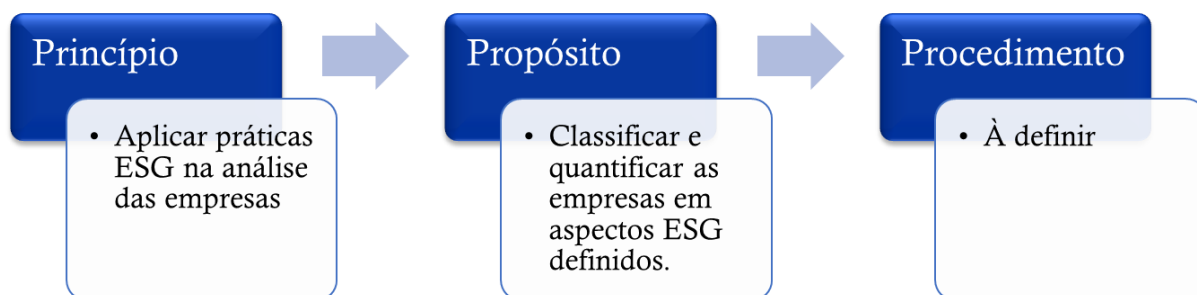 Princípio
• Aplicar práticas
ESG na análise
das empresas
Propósito
• Classificar e
quantificar as
empresas em
aspectos ESG
definidos.
Procedimento
• À definir